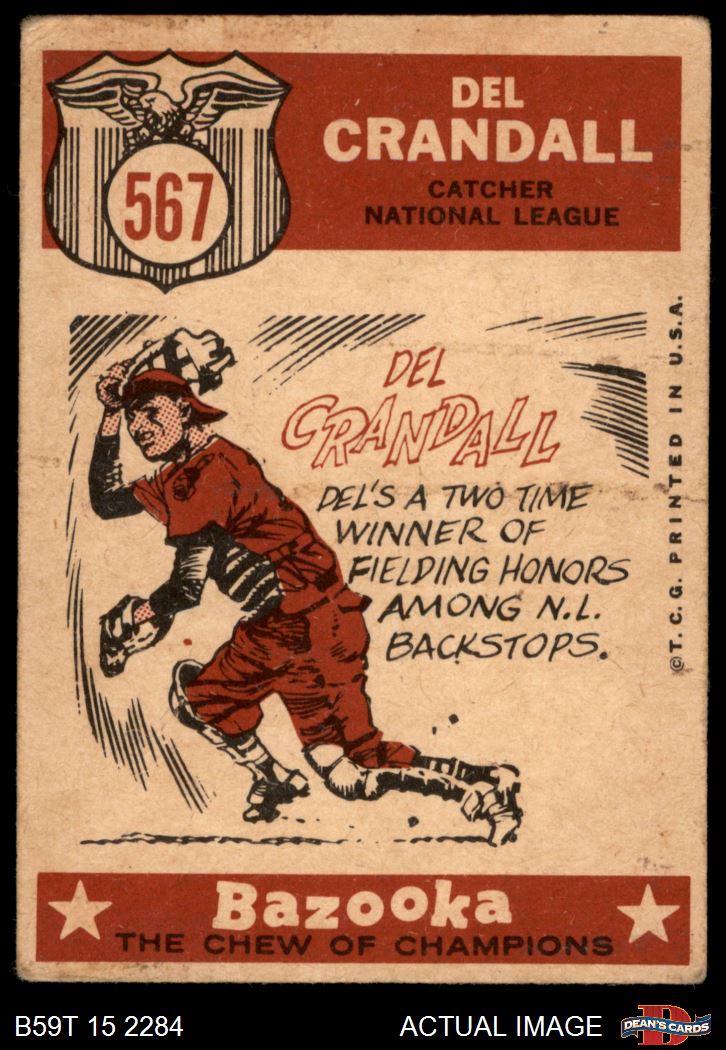 567
DEL
CRANDALL
CATCHER
NATIONAL LEAGUE
DEL
CRANDALL
DEL'S A TWO TIME
WINNER OF
FIELDING HONORS
AMONG N.L.
BACKSTOPS.
©T.C.G. PRINTED IN U.S.A.
Bazooka
THE CHEW OF CHAMPIONS
B59T 15 2284
ACTUAL IMAGE
D
DEAN'S CARDS